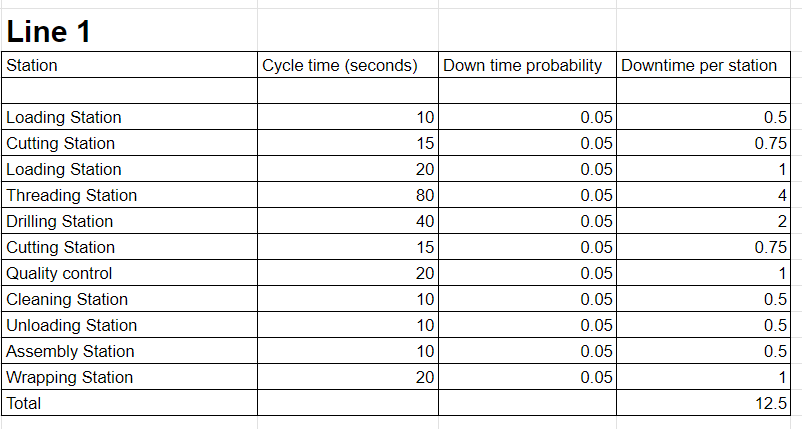 Line 1
Station Cycle time (seconds) Down time probability Downtime per station
Loading Station 10 0.05 0.5
Cutting Station 15 0.05 0.75
Loading Station 20 0.05 1
Threading Station 80 0.05 4
Drilling Station 40 0.05 2
Cutting Station 15 0.05 0.75
Quality control 20 0.05 1
Cleaning Station 10 0.05 0.5
Unloading Station 10 0.05 0.5
Assembly Station 10 0.05 0.5
Wrapping Station 20 0.05 1
Total 12.5